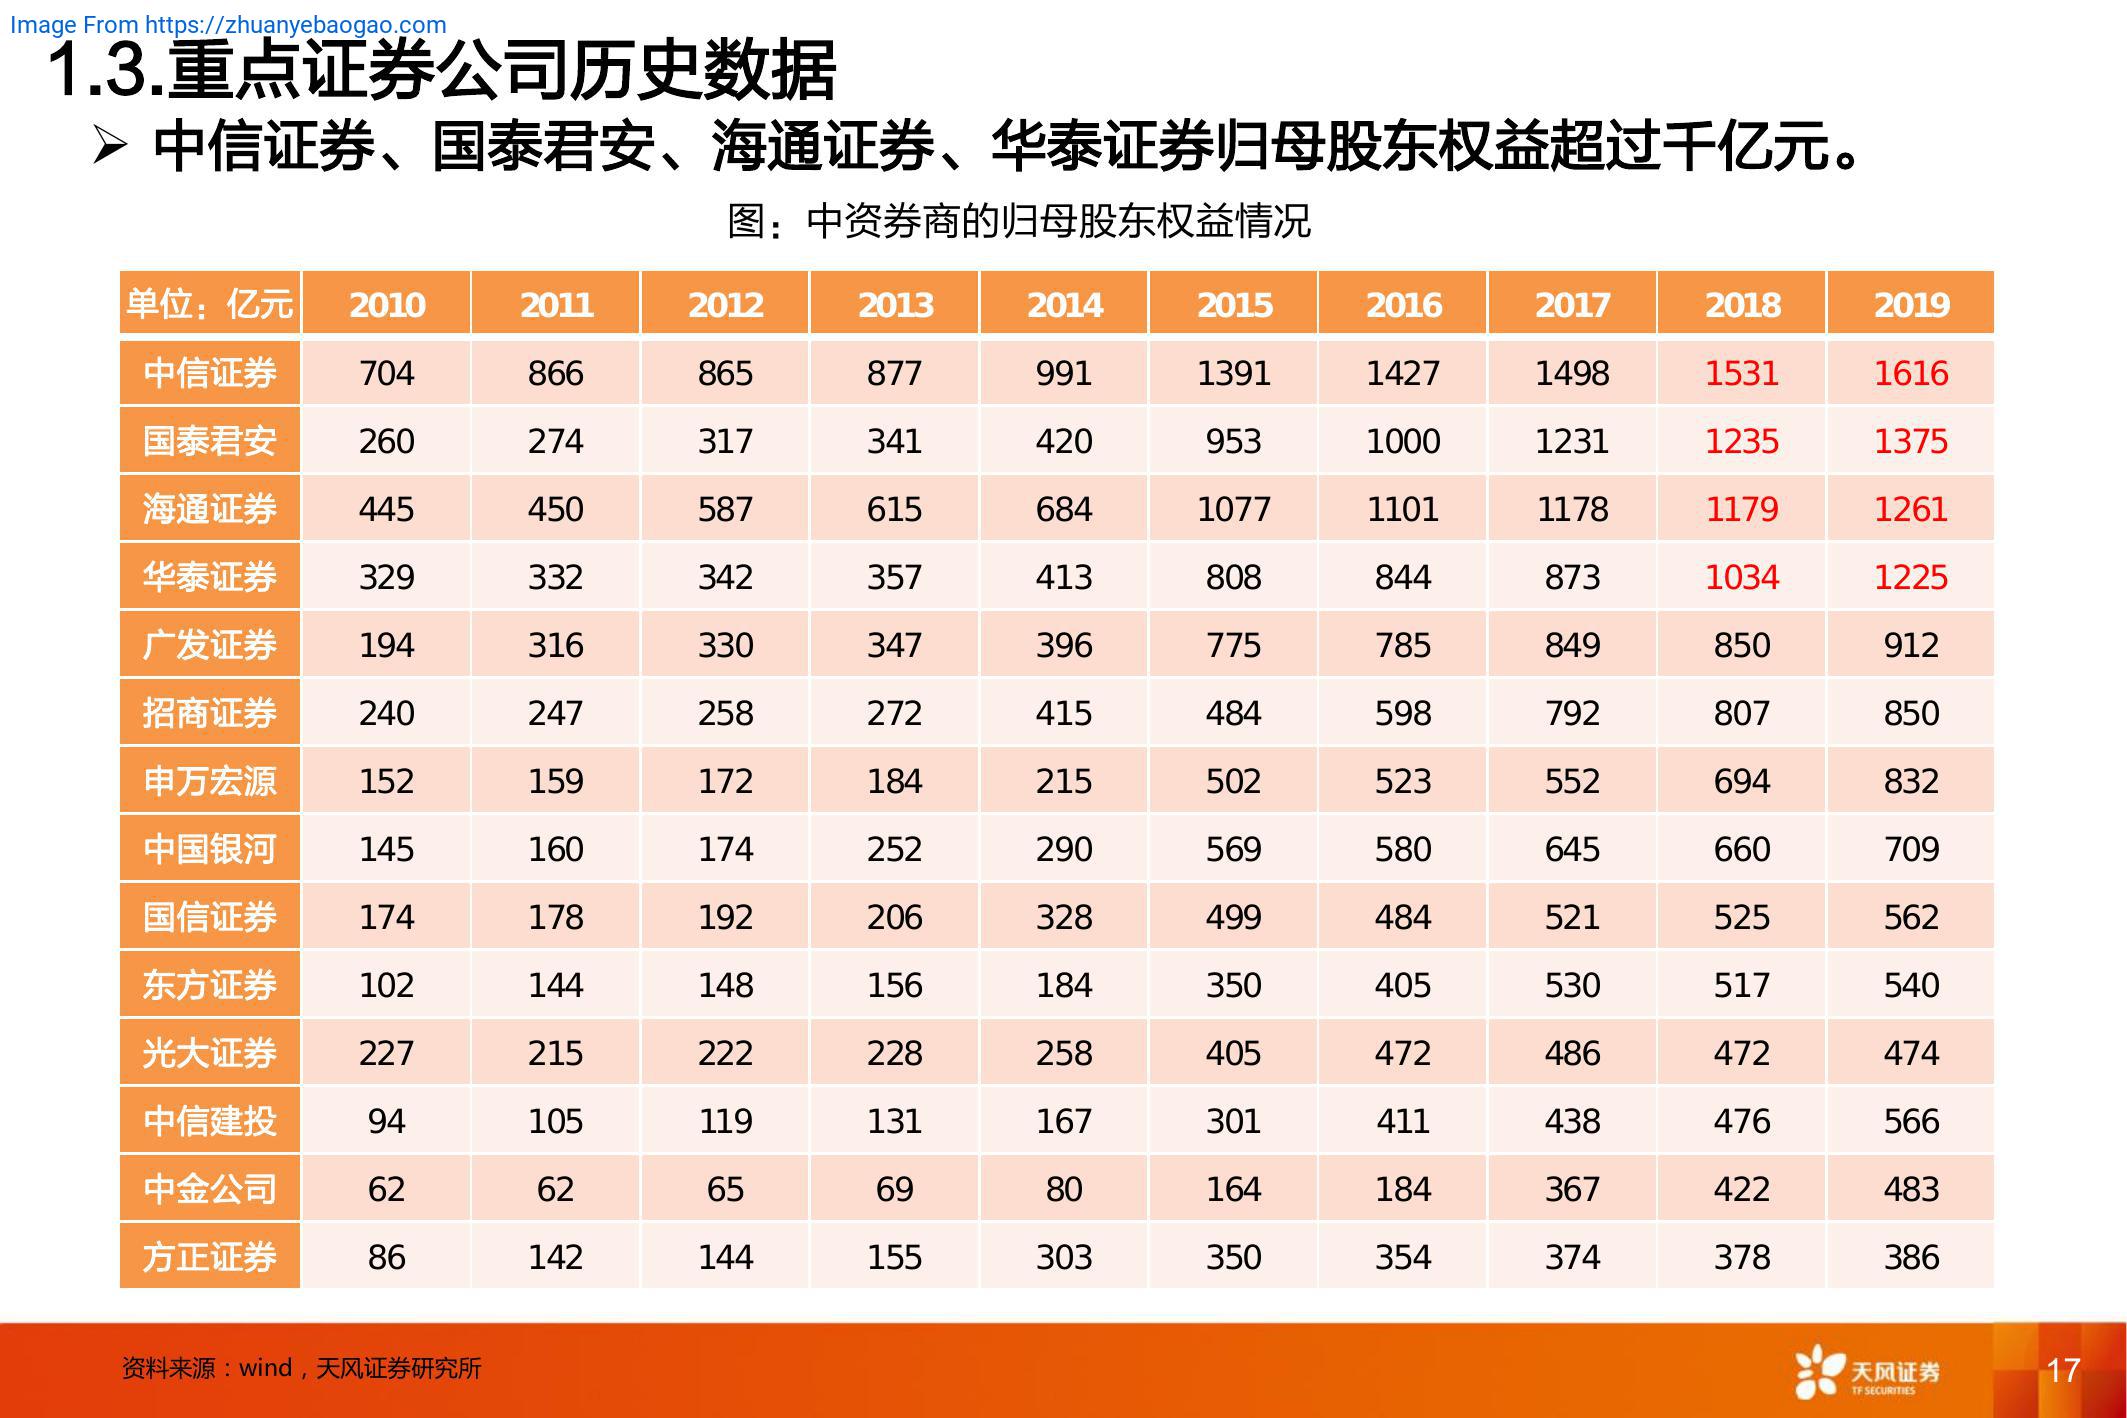 Image From https://zhuanyebaogao.com
1.3.重点证券公司历史数据
➢ 中信证券、国泰君安、海通证券、华泰证券归母股东权益超过千亿元。
图：中资券商的归母股东权益情况
单位：亿元 2010 2011 2012 2013 2014 2015 2016 2017 2018 2019
中信证券 704 866 865 877 991 1391 1427 1498 1531 1616
国泰君安 260 274 317 341 420 953 1000 1231 1235 1375
海通证券 445 450 587 615 684 1077 1101 1178 1179 1261
华泰证券 329 332 342 357 413 808 844 873 1034 1225
广发证券 194 316 330 347 396 775 785 849 850 912
招商证券 240 247 258 272 415 484 598 792 807 850
申万宏源 152 159 172 184 215 502 523 552 694 832
中国银河 145 160 174 252 290 569 580 645 660 709
国信证券 174 178 192 206 328 499 484 521 525 562
东方证券 102 144 148 156 184 350 405 530 517 540
光大证券 227 215 222 228 258 405 472 486 472 474
中信建投 94 105 119 131 167 301 411 438 476 566
中金公司 62 62 65 69 80 164 184 367 422 483
方正证券 86 142 144 155 303 350 354 374 378 386
资料来源：wind，天风证券研究所
天风证券
TF SECURITIES
17